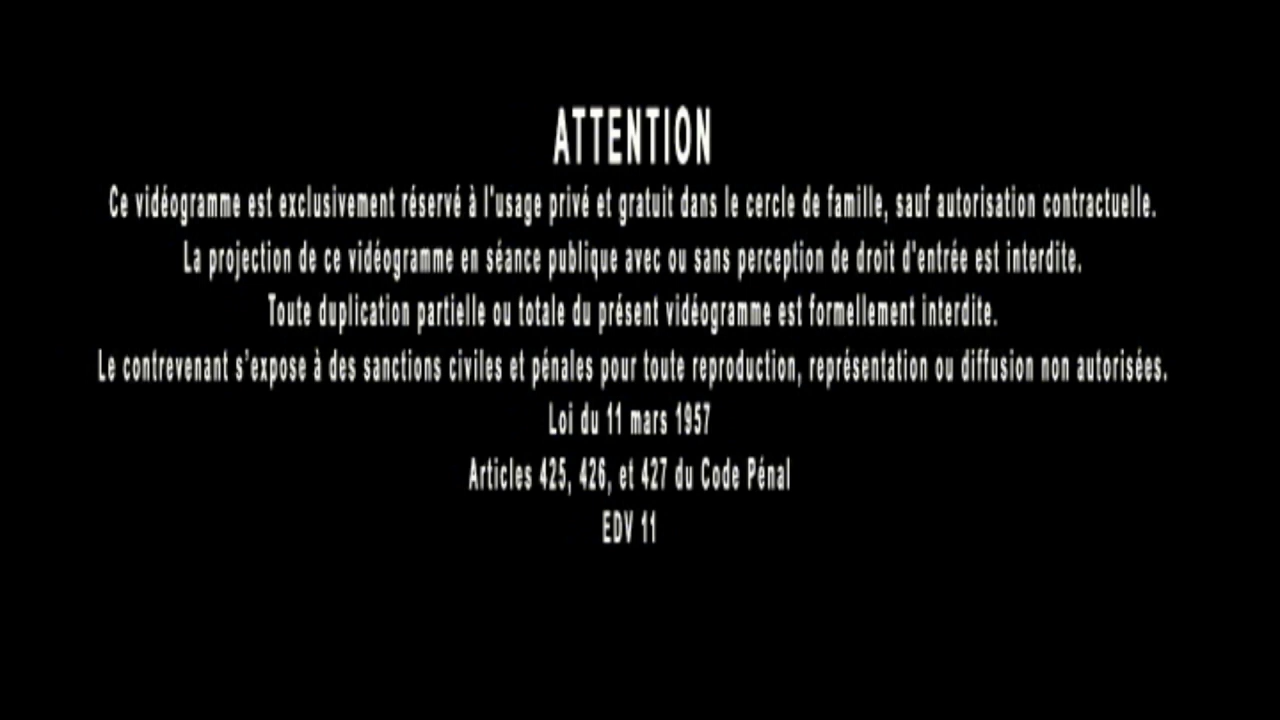 ATTENTION
Ce vidéogramme est exclusivement réservé à l'usage privé et gratuit dans le cercle de famille, sauf autorisation contractuelle.
La projection de ce vidéogramme en séance publique avec ou sans perception de droit d'entrée est interdite.
Toute duplication partielle ou totale du présent vidéogramme est formellement interdite.
Le contrevenant s'expose à des sanctions civiles et pénales pour toute reproduction, représentation ou diffusion non autorisées.
Loi du 11 mars 1957
Articles 425, 426, et 427 du Code Pénal
EDV 11